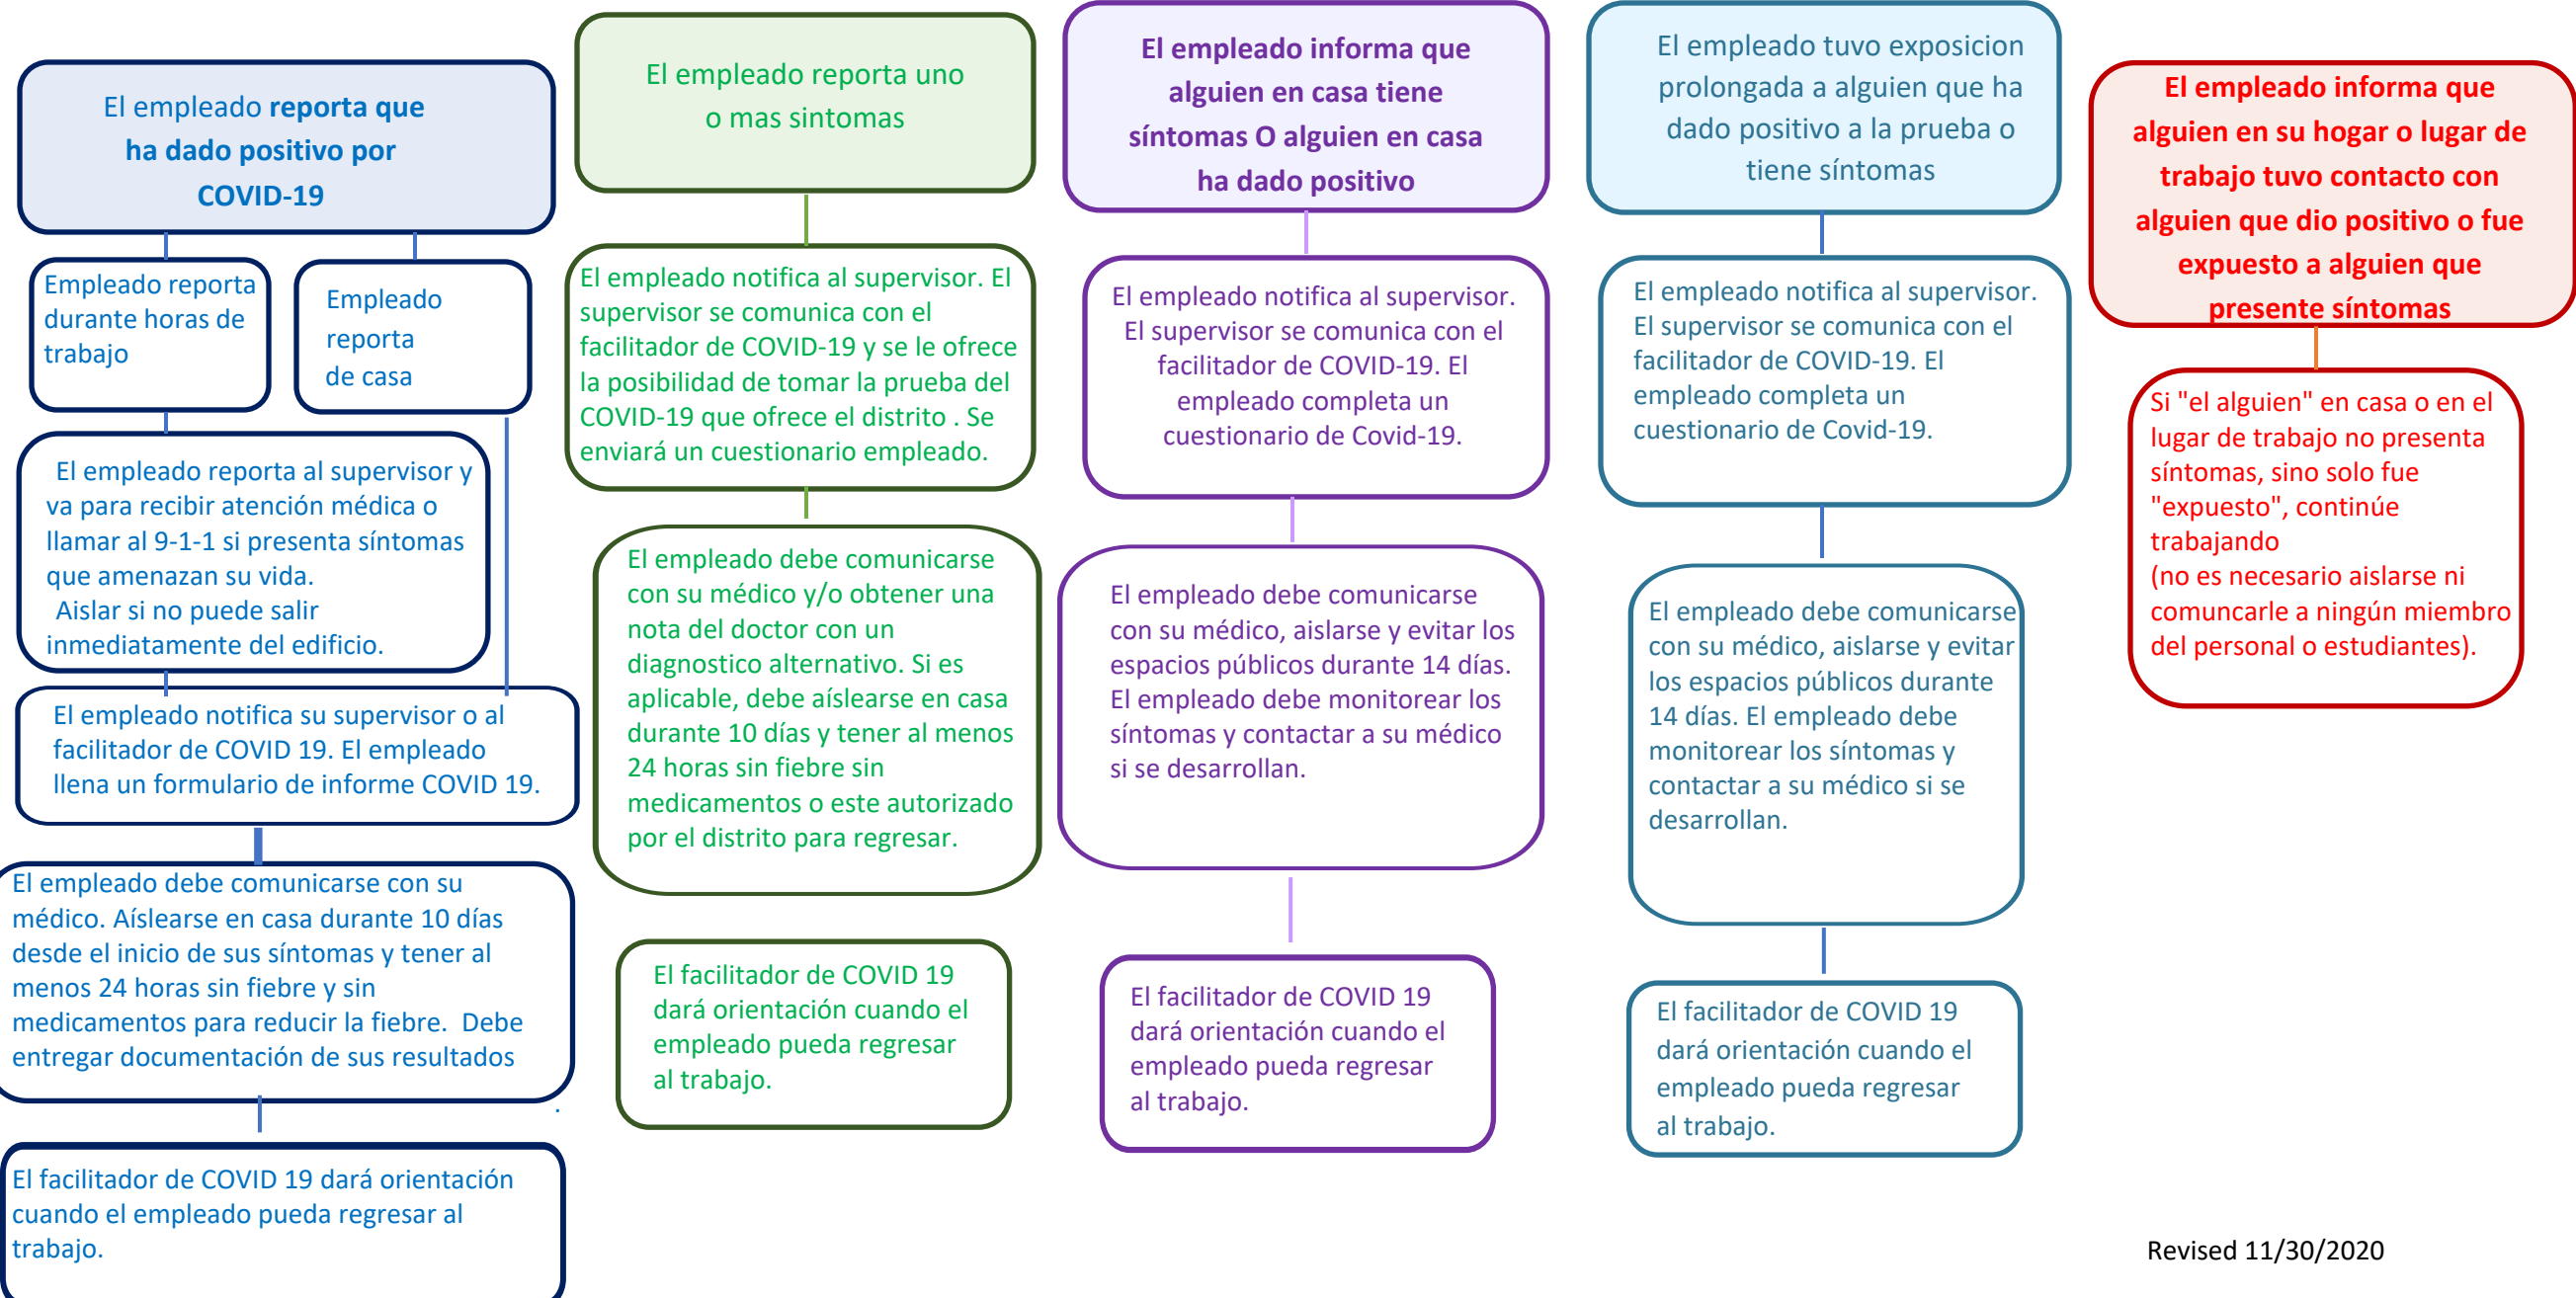 El empleado reporta que
ha dado positivo por
COVID-19
Empleado reporta
durante horas de
trabajo
Empleado
reporta
de casa
El empleado reporta al supervisor y
va para recibir atención médica o
llamar al 9-1-1 si presenta síntomas
que amenazan su vida.
Aislar si no puede salir
inmediatamente del edificio.
El empleado notifica su supervisor o al
facilitador de COVID 19. El empleado
llena un formulario de informe COVID 19.
El empleado debe comunicarse con su
médico. Aíslearse en casa durante 10 días
desde el inicio de sus síntomas y tener al
menos 24 horas sin fiebre y sin
medicamentos para reducir la fiebre.  Debe
entregar documentación de sus resultados
.
El facilitador de COVID 19 dará orientación
cuando el empleado pueda regresar al
trabajo.
El empleado reporta uno
o mas sintomas
El empleado notifica al supervisor. El
supervisor se comunica con el
facilitador de COVID-19 y se le ofrece
la posibilidad de tomar la prueba del
COVID-19 que ofrece el distrito . Se
enviará un cuestionario empleado.
El empleado debe comunicarse
con su médico y/o obtener una
nota del doctor con un
diagnostico alternativo. Si es
aplicable, debe aíslearse en casa
durante 10 días y tener al menos
24 horas sin fiebre sin
medicamentos o este autorizado
por el distrito para regresar.
El facilitador de COVID 19
dará orientación cuando el
empleado pueda regresar
al trabajo.
El empleado informa que
alguien en casa tiene
síntomas O alguien en casa
ha dado positivo
El empleado notifica al supervisor.
El supervisor se comunica con el
facilitador de COVID-19. El
empleado completa un
cuestionario de Covid-19.
El empleado debe comunicarse
con su médico, aislarse y evitar los
espacios públicos durante 14 días.
El empleado debe monitorear los
síntomas y contactar a su médico
si se desarrollan.
El facilitador de COVID 19
dará orientación cuando el
empleado pueda regresar
al trabajo.
El empleado tuvo exposicion
prolongada a alguien que ha
dado positivo a la prueba o
tiene síntomas
El empleado notifica al supervisor.
El supervisor se comunica con el
facilitador de COVID-19. El
empleado completa un
cuestionario de Covid-19.
El empleado debe comunicarse
con su médico, aislarse y evitar
los espacios públicos durante
14 días. El empleado debe
monitorear los síntomas y
contactar a su médico si se
desarrollan.
El facilitador de COVID 19
dará orientación cuando el
empleado pueda regresar
al trabajo.
El empleado informa que
alguien en su hogar o lugar de
trabajo tuvo contacto con
alguien que dio positivo o fue
expuesto a alguien que
presente síntomas
Si "el alguien" en casa o en el
lugar de trabajo no presenta
síntomas, sino solo fue
"expuesto", continúe
trabajando
(no es necesario aislarse ni
comuncarle a ningún miembro
del personal o estudiantes).
Revised 11/30/2020